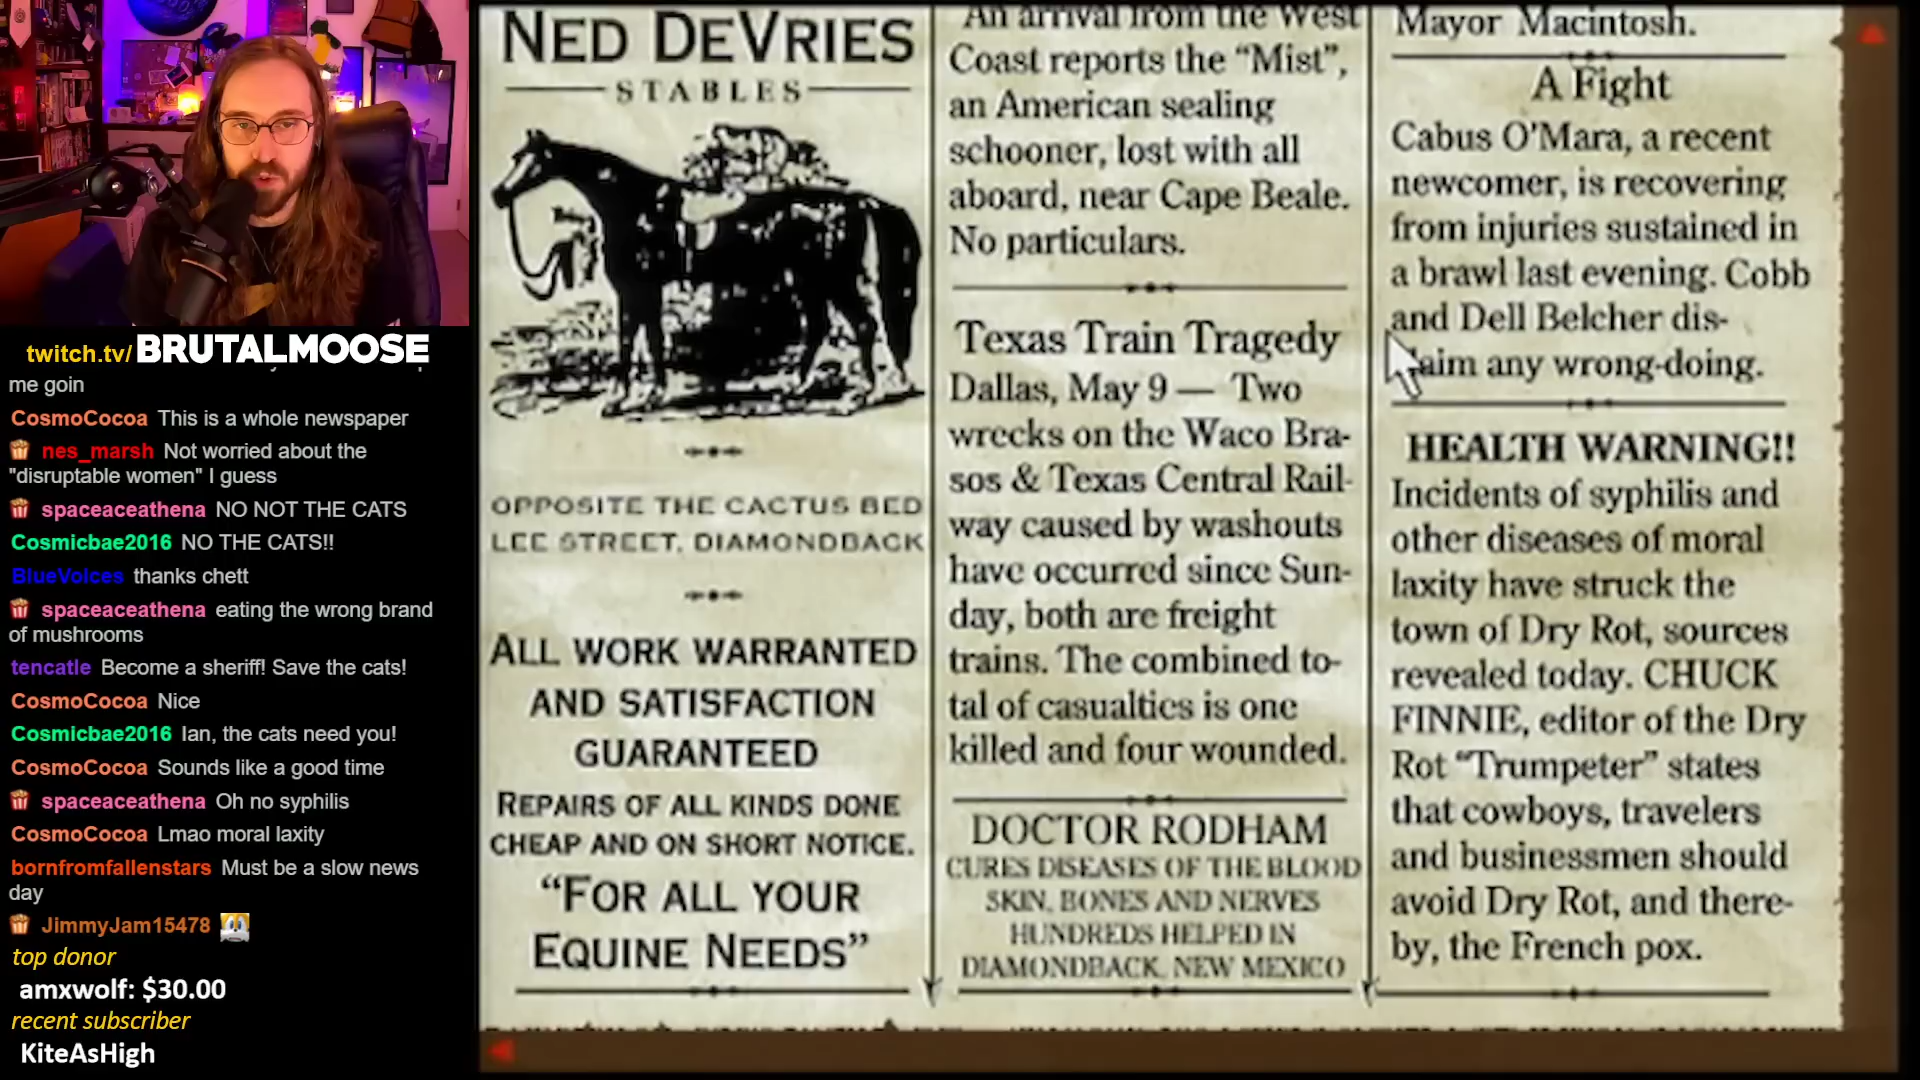 twitch.tv/BRUTALMOOSE
me goin
CosmoCocoa This is a whole newspaper
nes_marsh Not worried about the
"disruptable women" I guess
spaceaceathena NO NOT THE CATS
Cosmicbae2016 NO THE CATS!!
BlueVoices thanks chett
spaceaceathena eating the wrong brand
of mushrooms
tencatle Become a sheriff! Save the cats!
CosmoCocoa Nice
Cosmicbae2016 Ian, the cats need you!
CosmoCocoa Sounds like a good time
spaceaceathena Oh no syphilis
CosmoCocoa Lmao moral laxity
bornfromfallenstars Must be a slow news
day
JimmyJam15478
top donor
amxwolf: $30.00
recent subscriber
KiteAsHigh
NED DEVRIES
STABLES
OPPOSITE THE CACTUS BED
LEE STREET, DIAMONDBACK
ALL WORK WARRANTED
AND SATISFACTION
GUARANTEED
REPAIRS OF ALL KINDS DONE
CHEAP AND ON SHORT NOTICE.
“FOR ALL YOUR
EQUINE NEEDS”
An arrival from the West
Coast reports the “Mist”,
an American sealing
schooner, lost with all
aboard, near Cape Beale.
No particulars.
Texas Train Tragedy
Dallas, May 9 — Two
wrecks on the Waco Bra-
sos & Texas Central Rail-
way caused by washouts
have occurred since Sun-
day, both are freight
trains. The combined to-
tal of casualties is one
killed and four wounded.
DOCTOR RODHAM
CURES DISEASES OF THE BLOOD
SKIN, BONES AND NERVES
HUNDREDS HELPED IN
DIAMONDBACK, NEW MEXICO
Mayor Macintosh.
A Fight
Cabus O’Mara, a recent
newcomer, is recovering
from injuries sustained in
a brawl last evening. Cobb
and Dell Belcher dis-
laim any wrong-doing.
HEALTH WARNING!!
Incidents of syphilis and
other diseases of moral
laxity have struck the
town of Dry Rot, sources
revealed today. CHUCK
FINNIE, editor of the Dry
Rot “Trumpeter” states
that cowboys, travelers
and businessmen should
avoid Dry Rot, and there-
by, the French pox.